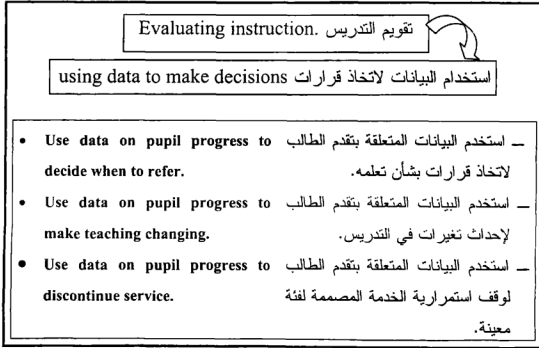 Evaluating instruction. تقويم التدريس
using data to make decisions استخدام البيانات لاتخاذ قرارات
• Use data on pupil progress to
decide when to refer.
• Use data on pupil progress to
make teaching changing.
• Use data on pupil progress to
discontinue service.
– استخدم البيانات المتعلقة بتقدم الطالب
لاتخاذ قرارات بشأن تعلمه.
– استخدم البيانات المتعلقة بتقدم الطالب
لإحداث تغيرات في التدريس.
– استخدم البيانات المتعلقة بتقدم الطالب
لوقف استمرارية الخدمة المصممة لفئة
معينة.